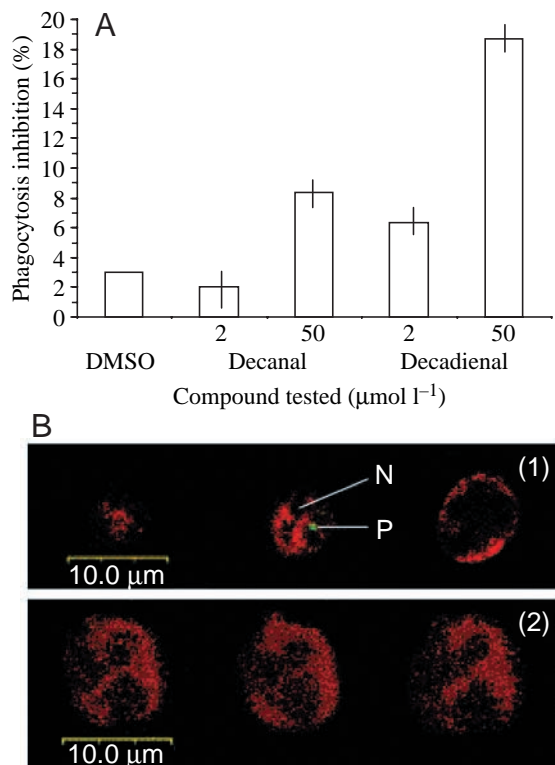 A
Phagocytosis inhibition (%)
20
18
16
14
12
10
8
6
4
2
0
2 50 2 50
DMSO Decanal Decadienal
Compound tested (μmol l⁻¹)
B
(1)
N
P
10.0 μm
(2)
10.0 μm